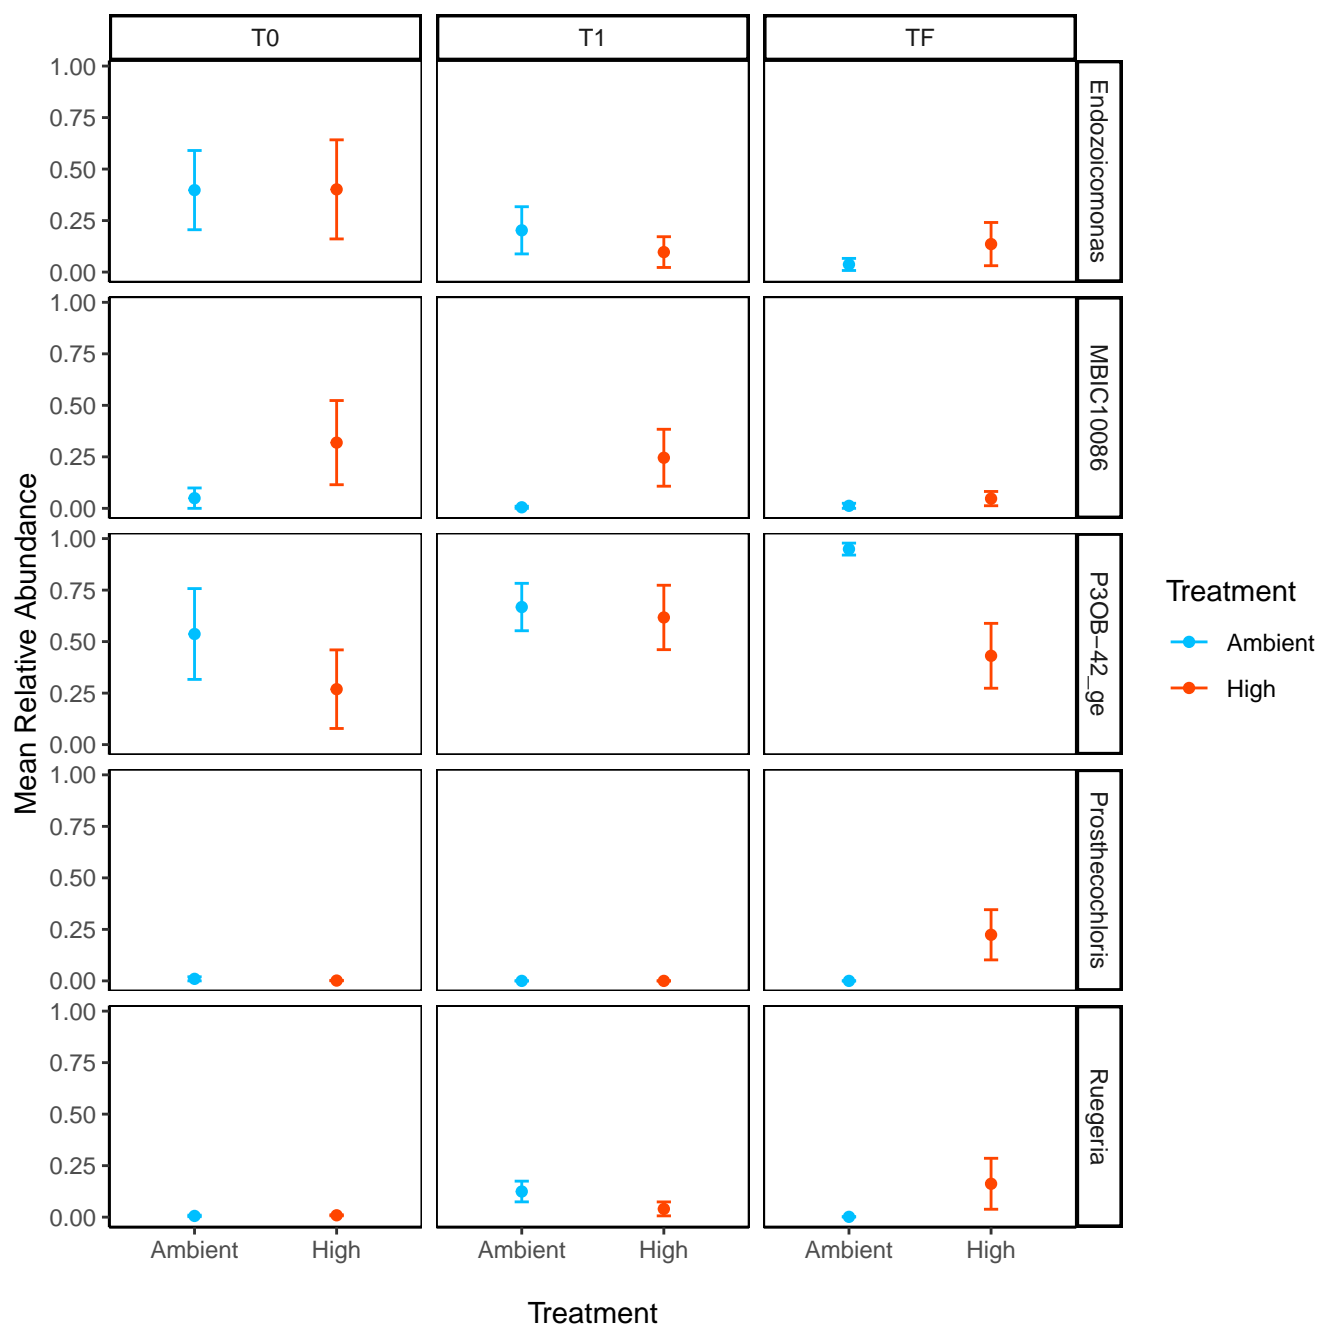 T0 T1 TF
1.00
0.75
0.50
0.25
0.00
Endozoicomonas
1.00
0.75
0.50
0.25
0.00
MBIC10086
1.00
0.75
0.50
0.25
0.00
P3OB−42_ge
1.00
0.75
0.50
0.25
0.00
Prosthecochloris
1.00
0.75
0.50
0.25
0.00
Ruegeria
Mean Relative Abundance
Ambient High Ambient High Ambient High
Treatment
Treatment
Ambient
High